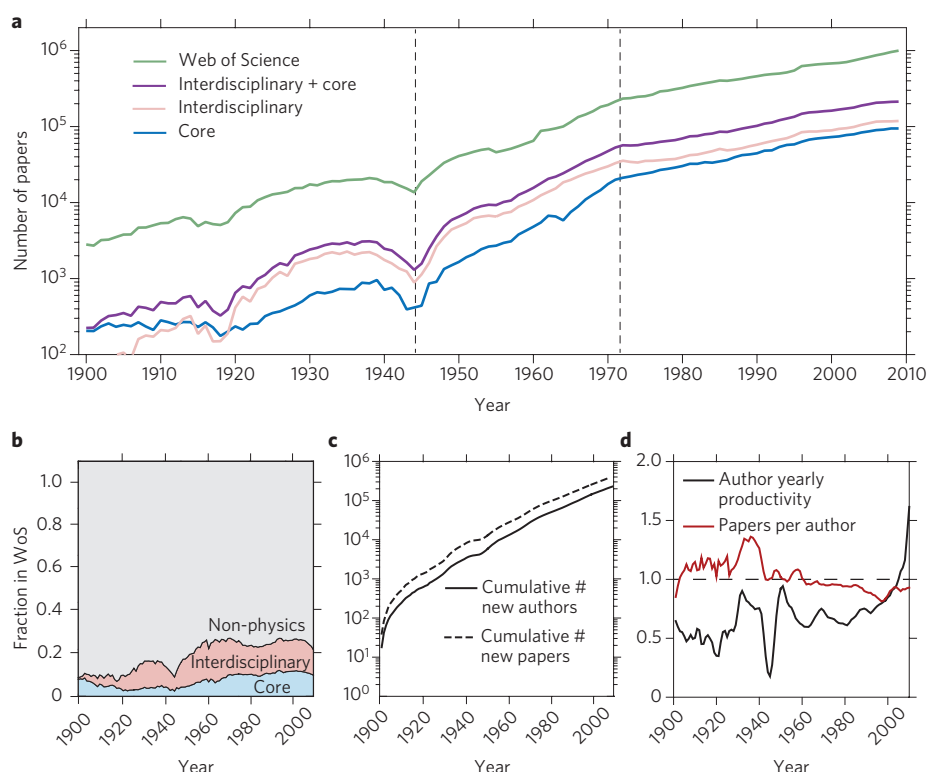 a
10⁶
10⁵
10⁴
10³
10²
Number of papers
Web of Science
Interdisciplinary + core
Interdisciplinary
Core
1900 1910 1920 1930 1940 1950 1960 1970 1980 1990 2000 2010
Year
b
1.0
0.8
0.6
0.4
0.2
0
Fraction in WoS
Non-physics
Interdisciplinary
Core
1900 1920 1940 1960 1980 2000
Year
c
10⁶
10⁵
10⁴
10³
10²
10¹
10⁰
Cumulative #
new authors
Cumulative #
new papers
1900 1920 1940 1960 1980 2000
Year
d
2.0
1.5
1.0
0.5
0
Author yearly
productivity
Papers per author
1900 1920 1940 1960 1980 2000
Year